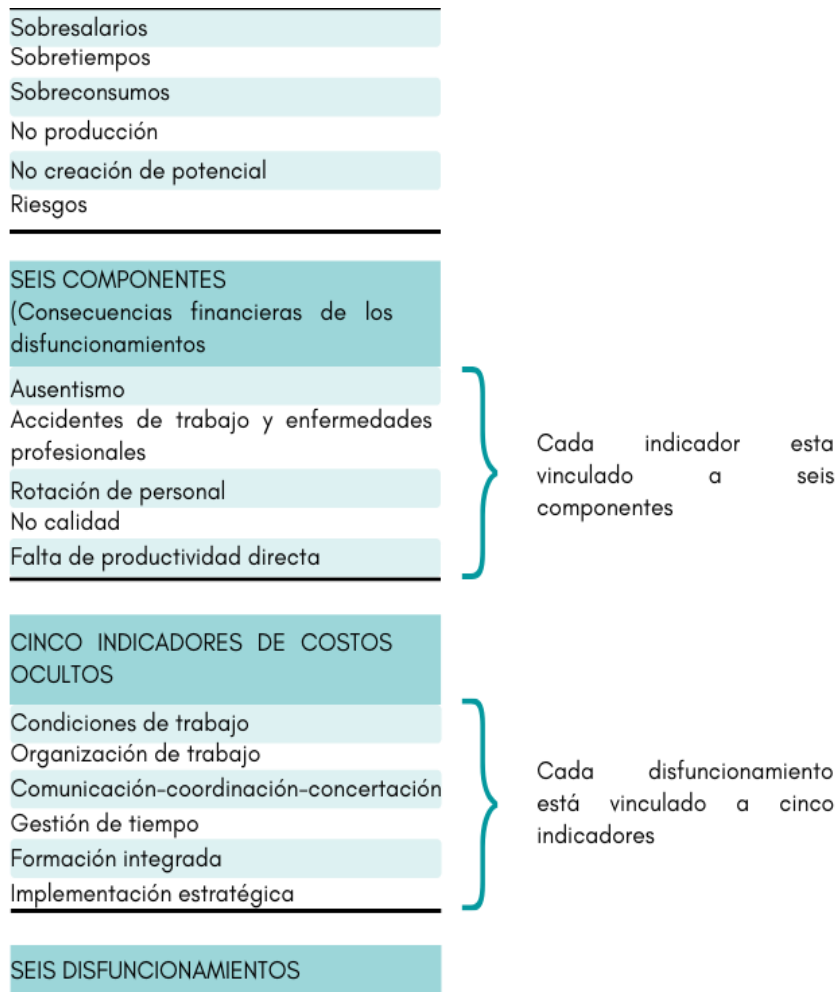 Sobresalarios
Sobretiempos
Sobreconsumos
No producción
No creación de potencial
Riesgos
SEIS COMPONENTES
(Consecuencias financieras de los
disfuncionamientos
Ausentismo
Accidentes de trabajo y enfermedades
profesionales
Rotación de personal
No calidad
Falta de productividad directa
Cada indicador esta
vinculado a seis
componentes
CINCO INDICADORES DE COSTOS
OCULTOS
Condiciones de trabajo
Organización de trabajo
Comunicación-coordinación-concertación
Gestión de tiempo
Formación integrada
Implementación estratégica
Cada disfuncionamiento
está vinculado a cinco
indicadores
SEIS DISFUNCIONAMIENTOS